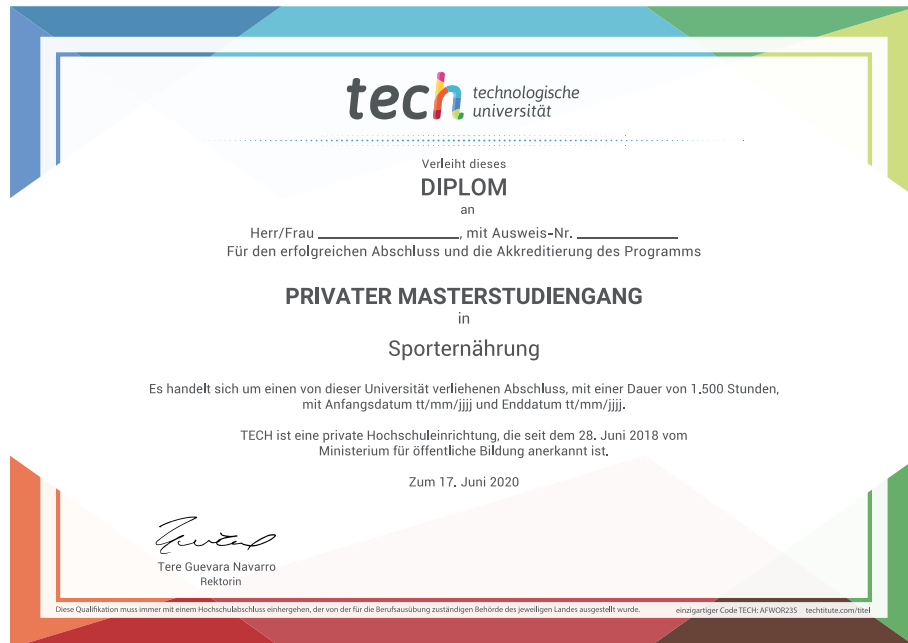 tech technologische
universität
Verleiht dieses
DIPLOM
an
Herr/Frau ____________, mit Ausweis-Nr. ____________
Für den erfolgreichen Abschluss und die Akkreditierung des Programms
PRIVATER MASTERSTUDIENGANG
in
Sporternährung
Es handelt sich um einen von dieser Universität verliehenen Abschluss, mit einer Dauer von 1.500 Stunden,
mit Anfangsdatum tt/mm/jjjj und Enddatum tt/mm/jjjj.
TECH ist eine private Hochschuleinrichtung, die seit dem 28. Juni 2018 vom
Ministerium für öffentliche Bildung anerkannt ist.
Zum 17. Juni 2020
Tere Guevara Navarro
Rektorin
Diese Qualifikation muss immer mit einem Hochschulabschluss einhergehen, der von der für die Berufsausübung zuständigen Behörde des jeweiligen Landes ausgestellt wurde. einzigartiger Code TECH: AFWOR23S techtitute.com/titel